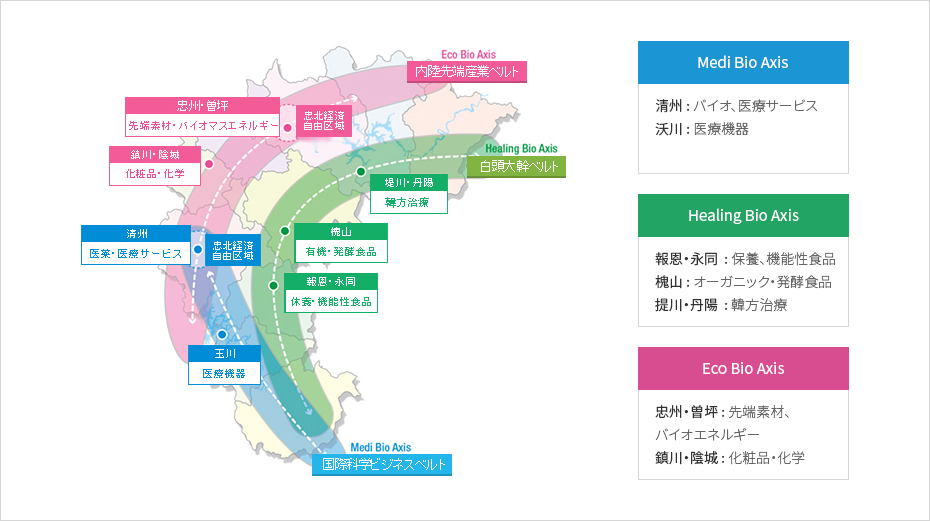 Eco Bio Axis
内陸先端産業ベルト
忠州·曽坪
先端素材·バイオマスエネルギー
忠北経済
自由区域
鎮川·陰城
化粧品·化学
Healing Bio Axis
白頭大幹ベルト
堤川·丹陽
韓方治療
清州
医薬·医療サービス
忠北経済
自由区域
槐山
有機·発酵食品
報恩·永同
休養·機能性食品
玉川
医療機器
Medi Bio Axis
国際科学ビジネスベルト
Medi Bio Axis
清州 : バイオ、医療サービス
沃川 : 医療機器
Healing Bio Axis
報恩·永同 : 保養、機能性食品
槐山 : オーガニック·発酵食品
提川·丹陽 : 韓方治療
Eco Bio Axis
忠州·曽坪 : 先端素材、
バイオエネルギー
鎮川·陰城 : 化粧品·化学